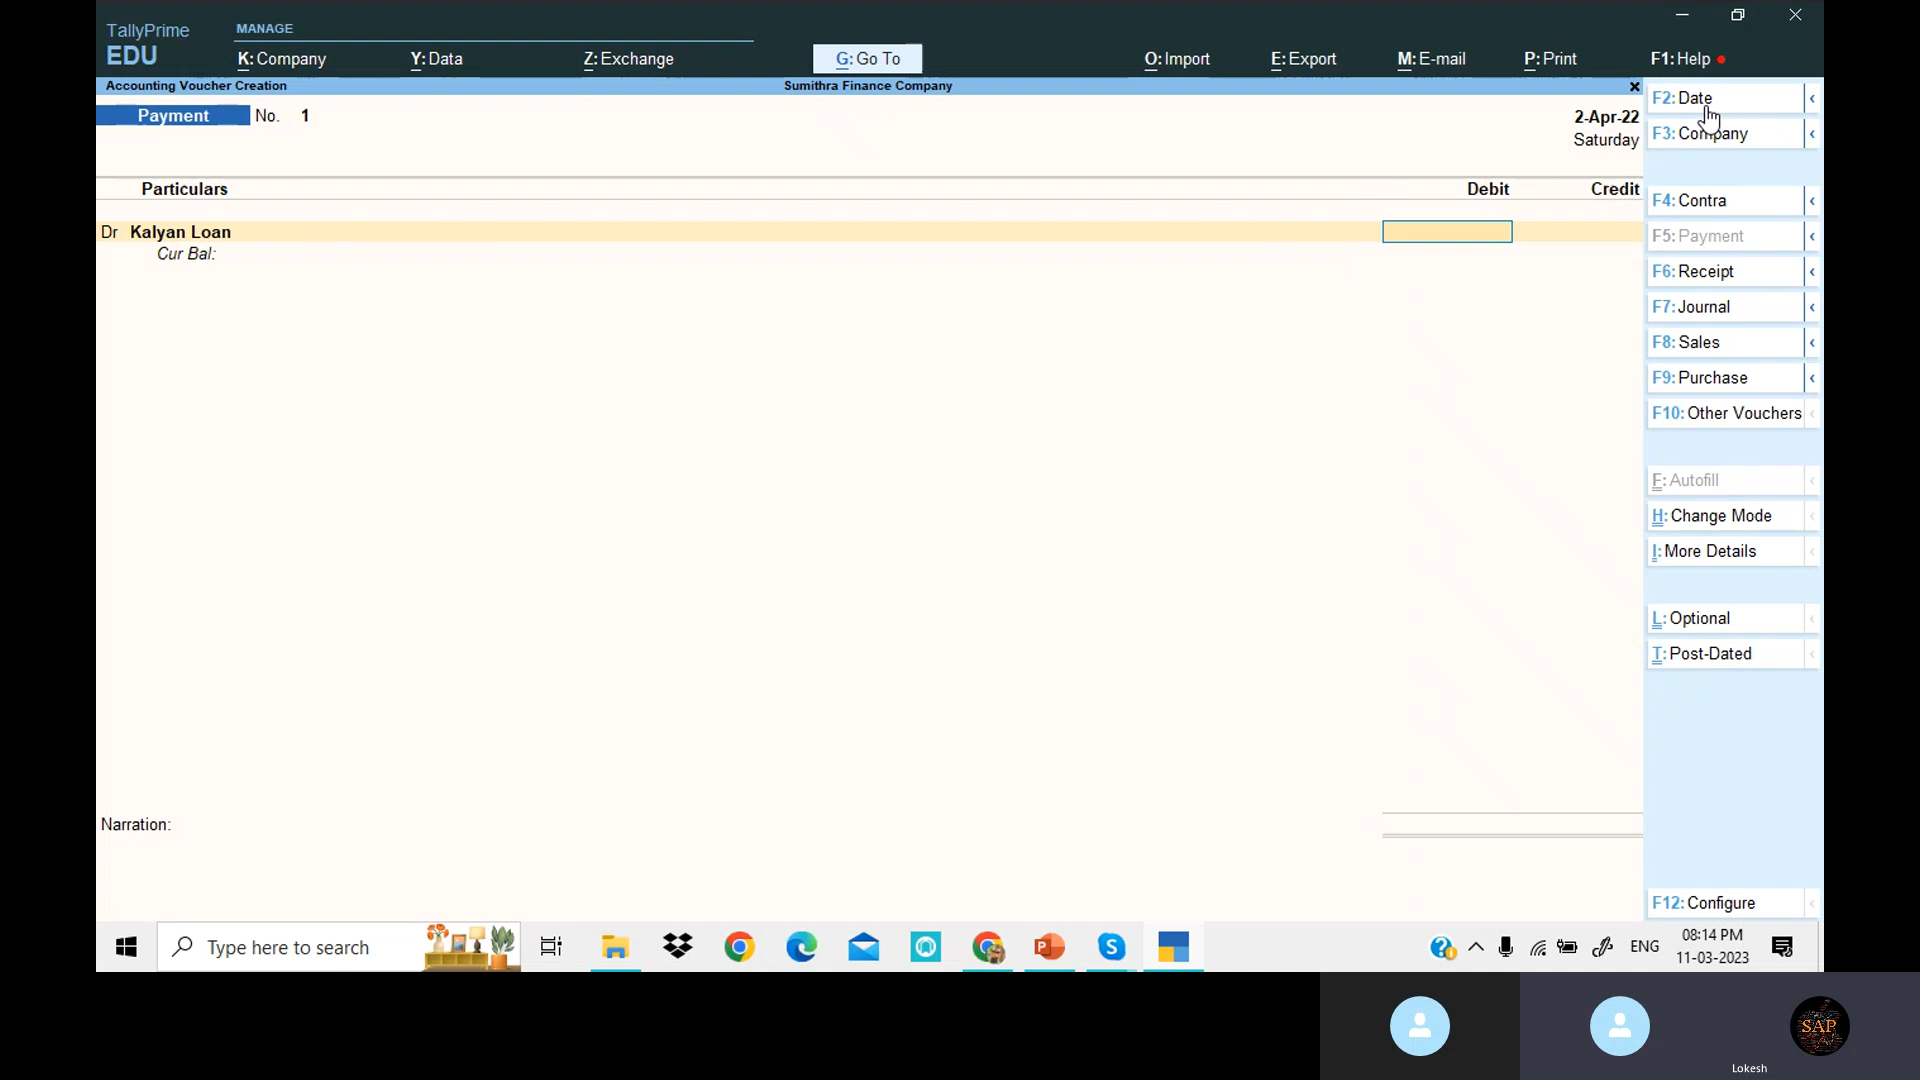 TallyPrime
EDU
MANAGE
K: Company
Y: Data
Z: Exchange
G: Go To
O: Import
E: Export
M: E-mail
P: Print
F1: Help
Accounting Voucher Creation
Sumithra Finance Company
Payment No. 1
2-Apr-22
Saturday
Particulars
Debit
Credit
Dr Kalyan Loan
Cur Bal:
Narration:
F2: Date
F3: Company
F4: Contra
F5: Payment
F6: Receipt
F7: Journal
F8: Sales
F9: Purchase
F10: Other Vouchers
F: Autofill
H: Change Mode
I: More Details
L: Optional
T: Post-Dated
F12: Configure
Type here to search
ENG
08:14 PM
11-03-2023
SAP
Lokesh